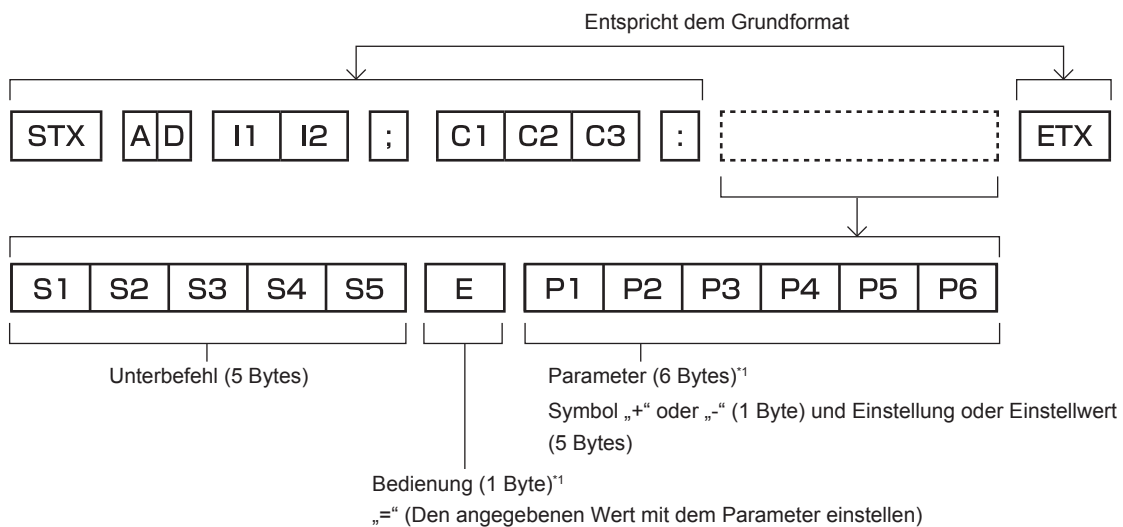 Entspricht dem Grundformat
STX A D I1 I2 ; C1 C2 C3 : ETX
S1 S2 S3 S4 S5 E P1 P2 P3 P4 P5 P6
Unterbefehl (5 Bytes)
Parameter (6 Bytes)*1
Symbol „+“ oder „-“ (1 Byte) und Einstellung oder Einstellwert
(5 Bytes)
Bedienung (1 Byte)*1
„=“ (Den angegebenen Wert mit dem Parameter einstellen)